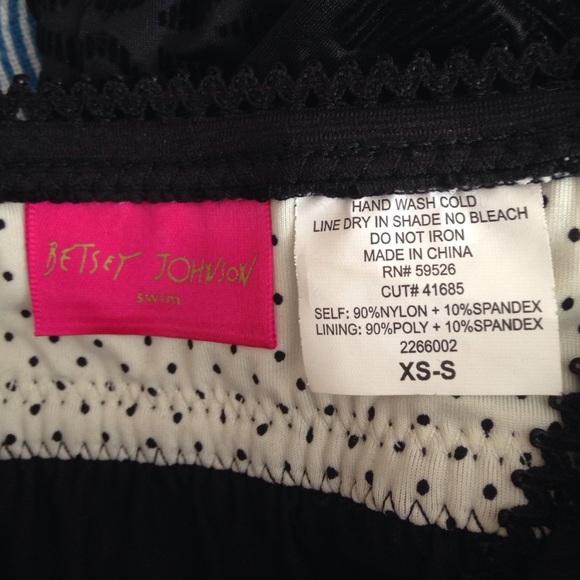 BETSEY JOHNSON
swim
HAND WASH COLD
LINE DRY IN SHADE NO BLEACH
DO NOT IRON
MADE IN CHINA
RN# 59526
CUT# 41685
SELF: 90%NYLON + 10%SPANDEX
LINING: 90%POLY + 10%SPANDEX
2266002
XS-S